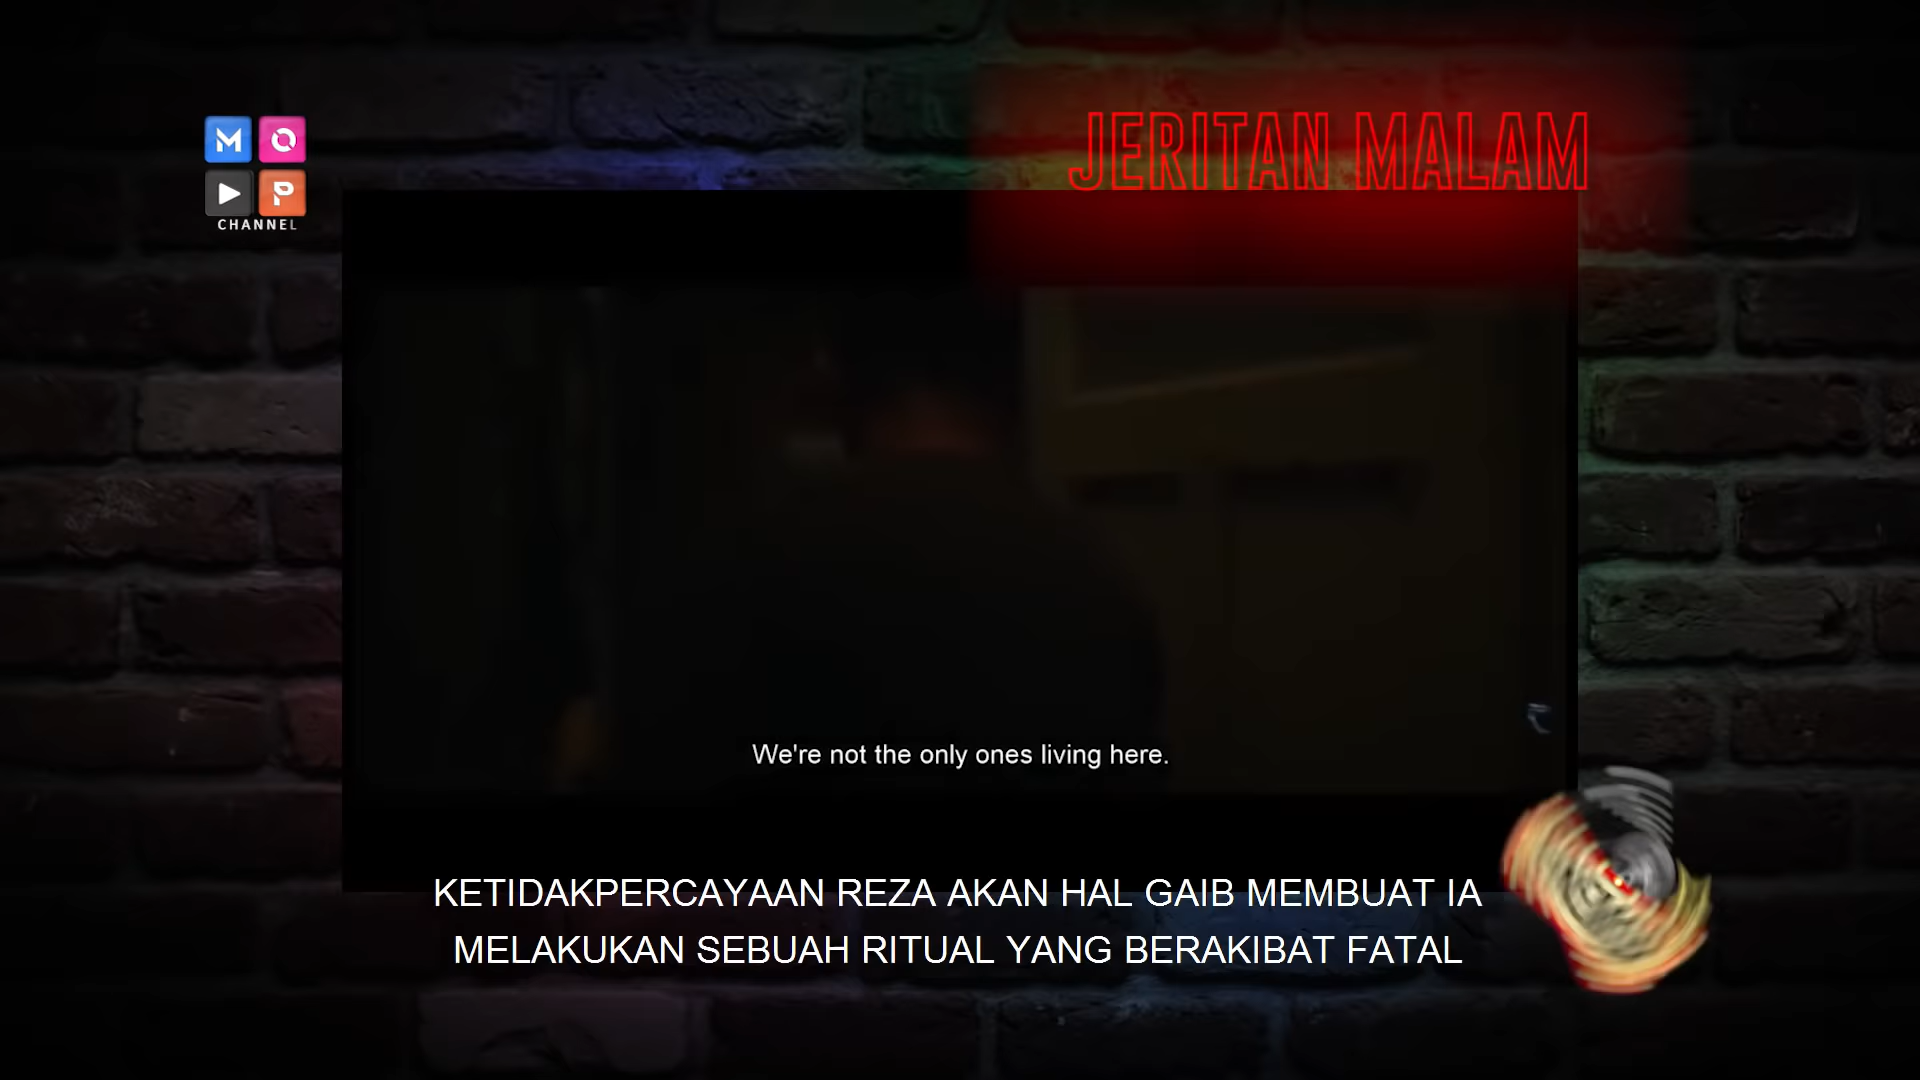 M O
P
CHANNEL
JERITAN MALAM
We're not the only ones living here.
KETIDAKPERCAYAAN REZA AKAN HAL GAIB MEMBUAT IA
MELAKUKAN SEBUAH RITUAL YANG BERAKIBAT FATAL